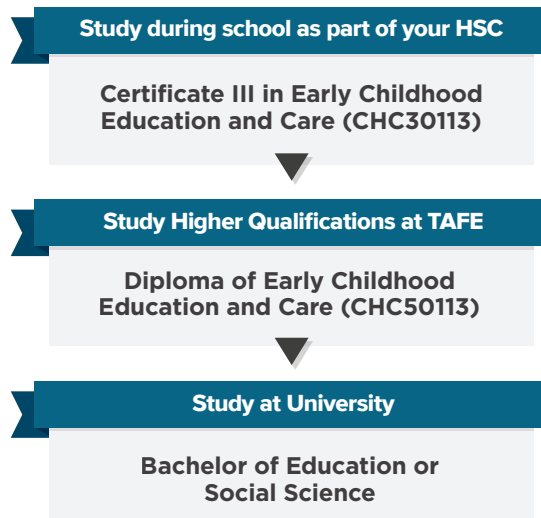 Study during school as part of your HSC
Certificate III in Early Childhood
Education and Care (CHC30113)
Study Higher Qualifications at TAFE
Diploma of Early Childhood
Education and Care (CHC50113)
Study at University
Bachelor of Education or
Social Science